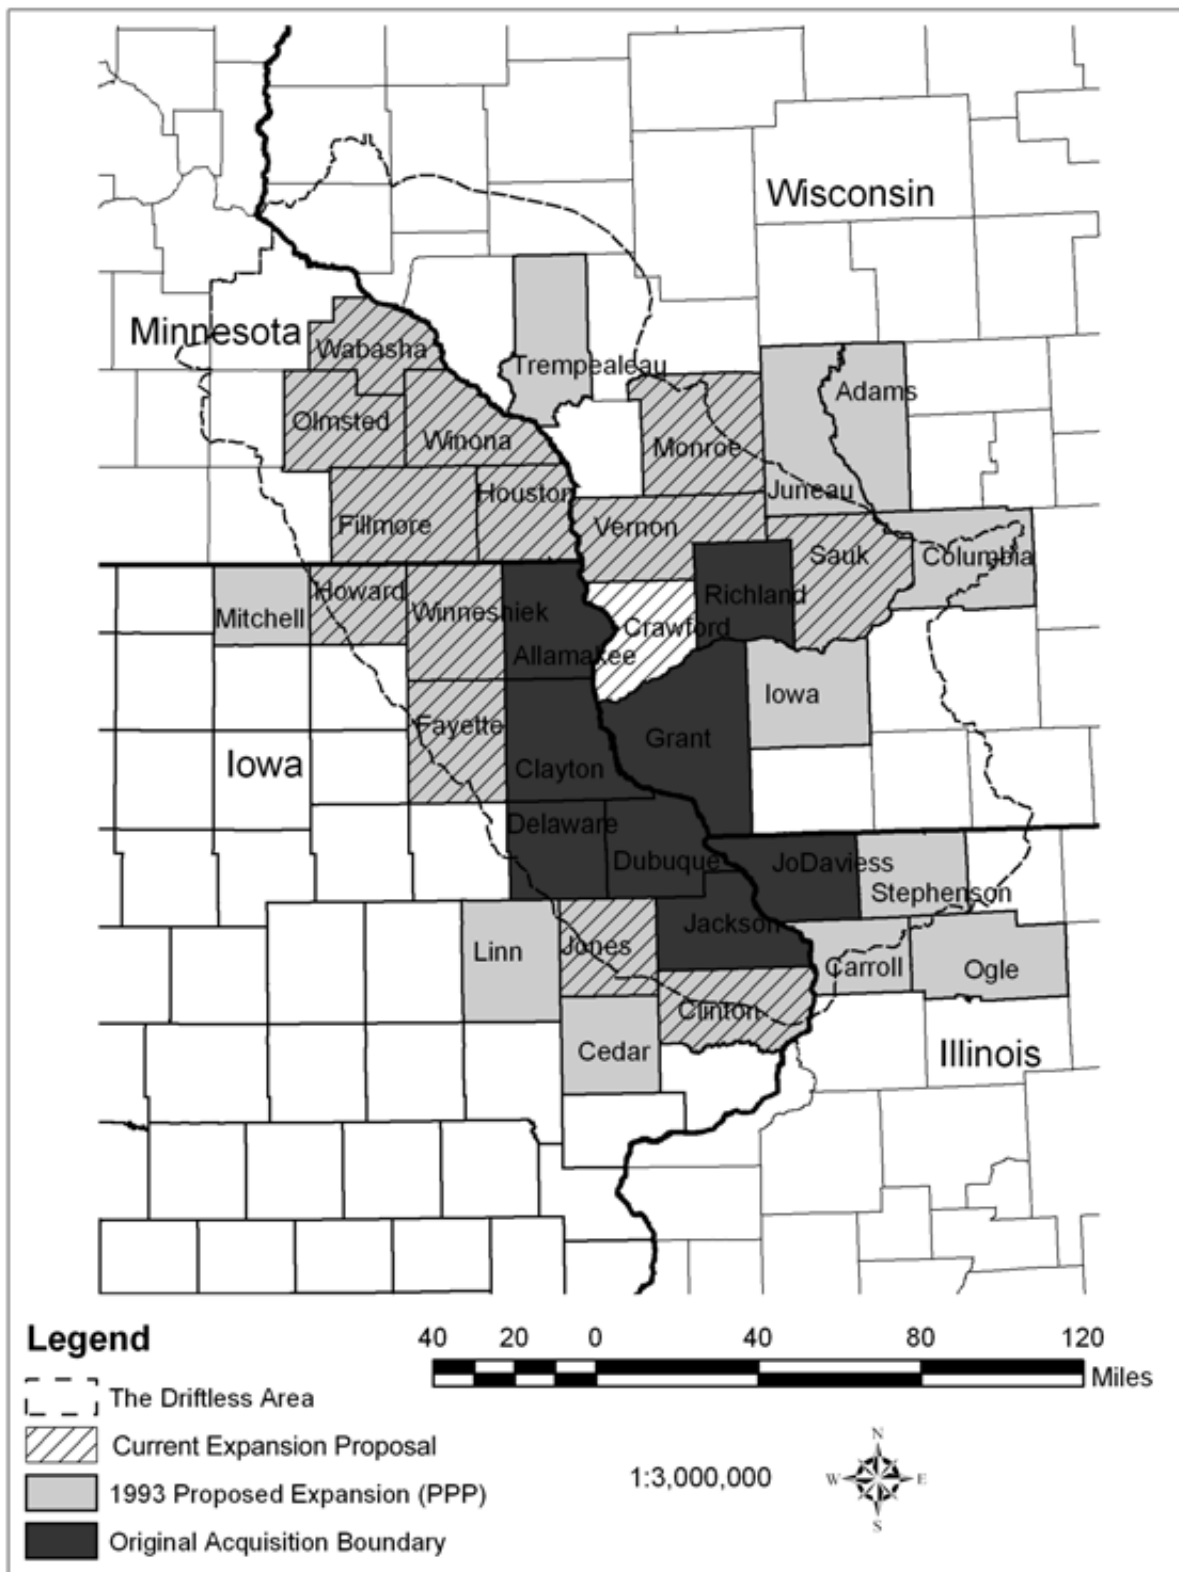 Wisconsin
Minnesota
Wabasha
Trempealeau
Adams
Olmsted
Winona
Monroe
Juneau
Houston
Fillmore
Vernon
Sauk
Columbia
Howard
Mitchell
Winneshiek
Richland
Crawford
Allamakee
Iowa
Fayette
Grant
Iowa
Clayton
Delaware
Dubuque
JoDaviess
Stephenson
Jackson
Linn
Jones
Carroll
Ogle
Clinton
Cedar
Illinois
Legend
40 20 0 40 80 120
Miles
The Driftless Area
Current Expansion Proposal
1993 Proposed Expansion (PPP)
Original Acquisition Boundary
1:3,000,000
N
W E
S